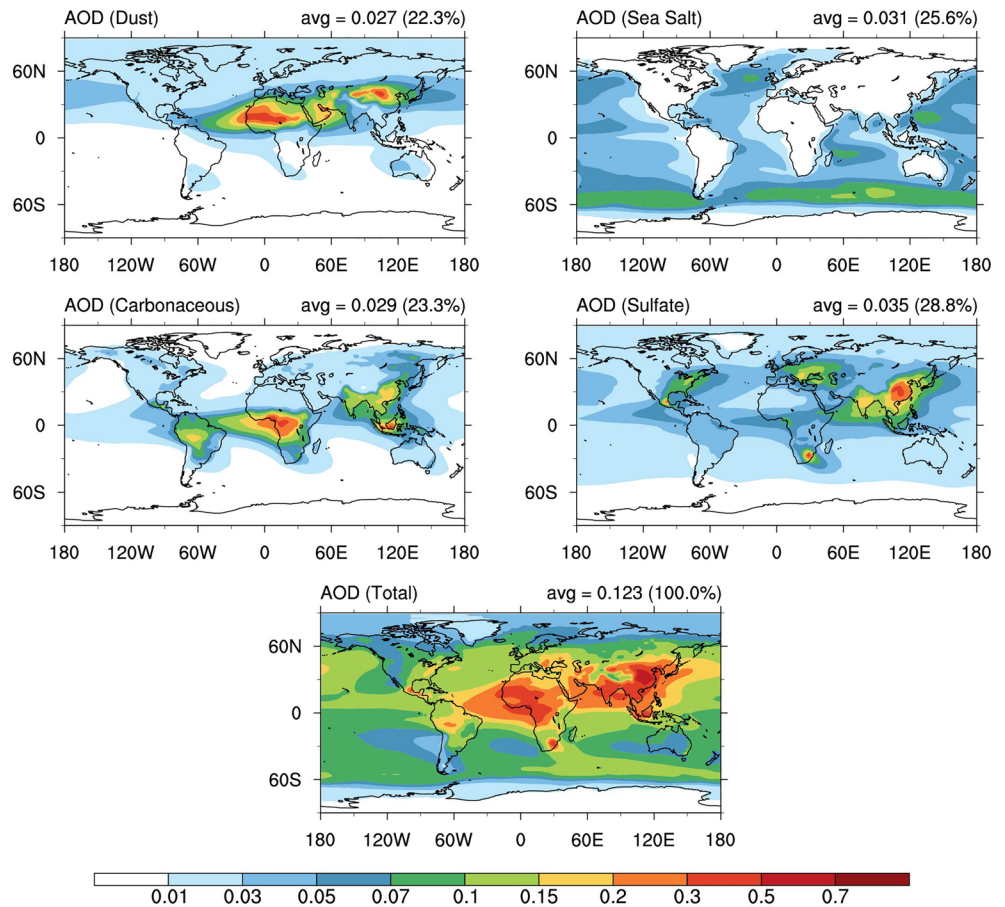 AOD (Dust) avg = 0.027 (22.3%)
AOD (Sea Salt) avg = 0.031 (25.6%)
60N
0
60S
180 120W 60W 0 60E 120E 180
60N
0
60S
180 120W 60W 0 60E 120E 180
AOD (Carbonaceous) avg = 0.029 (23.3%)
AOD (Sulfate) avg = 0.035 (28.8%)
60N
0
60S
180 120W 60W 0 60E 120E 180
60N
0
60S
180 120W 60W 0 60E 120E 180
AOD (Total) avg = 0.123 (100.0%)
60N
0
60S
180 120W 60W 0 60E 120E 180
0.01 0.03 0.05 0.07 0.1 0.15 0.2 0.3 0.5 0.7